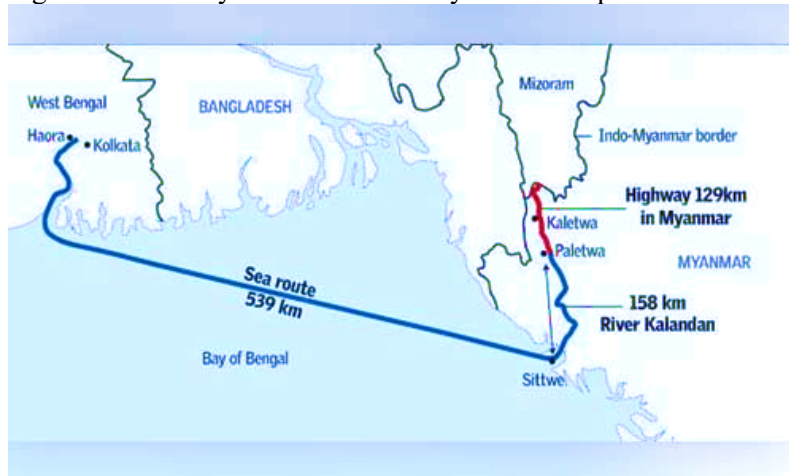 Mizoram
West Bengal
BANGLADESH
Haora
Kolkata
Indo-Myanmar border
Highway 129km
in Myanmar
Kaletwa
Paletwa
MYANMAR
Sea route
539 km
158 km
River Kalandan
Bay of Bengal
Sittwe